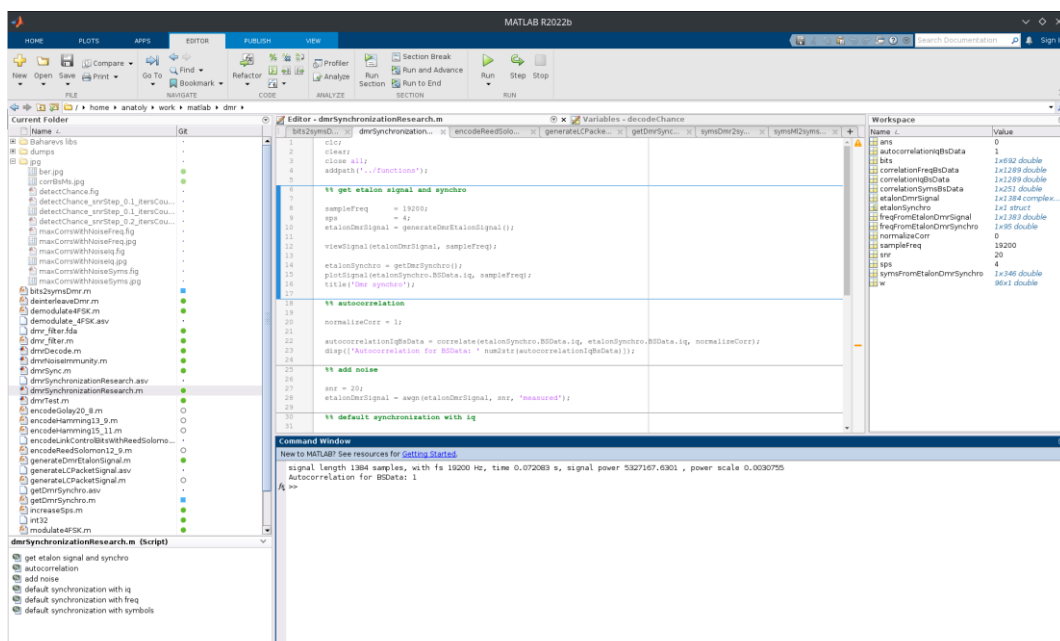 MATLAB R2022b
HOME PLOTS APPS EDITOR PUBLISH VIEW
Search Documentation
Sign I
New Open Save Compare Print
Go To Find Bookmark
Refactor
Profiler Analyze
Run Section
Section Break
Run and Advance
Run to End
Run Step Stop
FILE NAVIGATE CODE ANALYZE SECTION RUN
/ home anatoly work matlab dmr
Current Folder
Name Git
Baharevs libs
dumps
jpg
ber.jpg
corrBsMs.jpg
detectChance.fig
detectChance_snrStep_0.1_itersCou...
detectChance_snrStep_0.1_itersCou...
detectChance_snrStep_0.2_itersCou...
maxCorrsWithNoiseFreq.fig
maxCorrsWithNoiseFreq.jpg
maxCorrsWithNoiseIq.fig
maxCorrsWithNoiseIq.jpg
maxCorrsWithNoiseSyms.fig
maxCorrsWithNoiseSyms.jpg
bits2symsDmr.m
deinterleaveDmr.m
demodulate4FSK.m
demodulate_4FSK.asv
dmr_filter.fda
dmr_filter.m
dmrDecode.m
dmrNoiseImmunity.m
dmrSync.m
dmrSynchronizationResearch.asv
dmrSynchronizationResearch.m
dmrTest.m
encodeGolay20_8.m
encodeHamming13_9.m
encodeHamming15_11.m
encodeLinkControlBitsWithReedSolomo...
encodeReedSolomon12_9.m
generateDmrEtalonSignal.m
generateLCPacketSignal.asv
generateLCPacketSignal.m
getDmrSynchro.asv
getDmrSynchro.m
increaseSps.m
int32
modulate4FSK.m
dmrSynchronizationResearch.m (Script)
get etalon signal and synchro
autocorrelation
add noise
default synchronization with iq
default synchronization with freq
default synchronization with symbols
Editor - dmrSynchronizationResearch.m
Variables - decodeChance
bits2symsD... dmrSynchronization... encodeReedSolo... generateLCPacke... getDmrSync... symsDmr2sy... symsMl2syms...
1 clc;
2 clear;
3 close all;
4 addpath('../functions');
5
6 %% get etalon signal and synchro
7
8 sampleFreq = 19200;
9 sps = 4;
10 etalonDmrSignal = generateDmrEtalonSignal();
11
12 viewSignal(etalonDmrSignal, sampleFreq);
13
14 etalonSynchro = getDmrSynchro();
15 plotSignal(etalonSynchro.BSData.iq, sampleFreq);
16 title('Dmr synchro');
17
18 %% autocorrelation
19
20 normalizeCorr = 1;
21
22 autocorrelationIqBsData = correlate(etalonSynchro.BSData.iq, etalonSynchro.BSData.iq, normalizeCorr);
23 disp(['Autocorrelation for BSData: ' num2str(autocorrelationIqBsData)]);
24
25 %% add noise
26
27 snr = 20;
28 etalonDmrSignal = awgn(etalonDmrSignal, snr, 'measured');
29
30 %% default synchronization with iq
31
Command Window
New to MATLAB? See resources for Getting Started.
signal length 1384 samples, with fs 19200 Hz, time 0.072083 s, signal power 5327167.6301 , power scale 0.0030755
Autocorrelation for BSData: 1
fx >>
Workspace
Name Value
ans 0
autocorrelationIqBsData 1
bits 1x692 double
correlationFreqBsData 1x1289 double
correlationIqBsData 1x1289 double
correlationSymsBsData 1x251 double
etalonDmrSignal 1x1384 complex...
etalonSynchro 1x1 struct
freqFromEtalonDmrSignal 1x1383 double
freqFromEtalonDmrSynchro 1x95 double
normalizeCorr 0
sampleFreq 19200
snr 20
sps 4
symsFromEtalonDmrSynchro 1x346 double
w 96x1 double